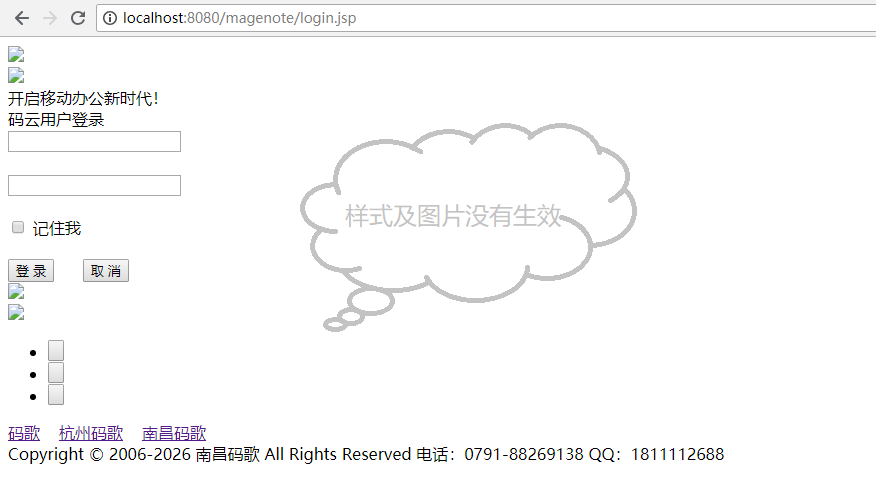 localhost:8080/magenote/login.jsp
开启移动办公新时代！
码云用户登录
样式及图片没有生效
记住我
登 录 取 消
码歌 杭州码歌 南昌码歌
Copyright © 2006-2026 南昌码歌 All Rights Reserved 电话：0791-88269138 QQ：1811112688